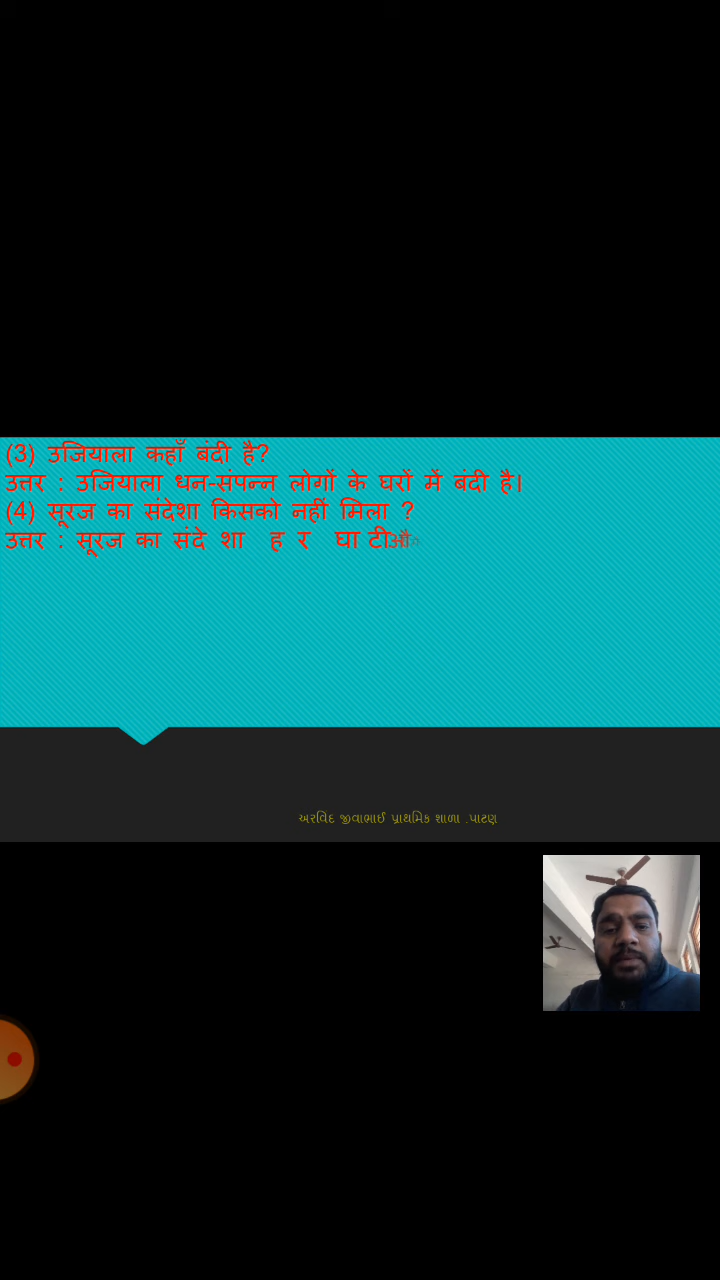 (3) उजियाला कहाँ बंदी है?
उत्तर : उजियाला धन-संपन्न लोगों के घरों में बंदी है।
(4) सूरज का संदेशा किसको नहीं मिला ?
उत्तर : सूरज का संदे शा ह र घा टी
અરવિંદ જીવાભાઈ પ્રાથમિક શાળા .પાટણ